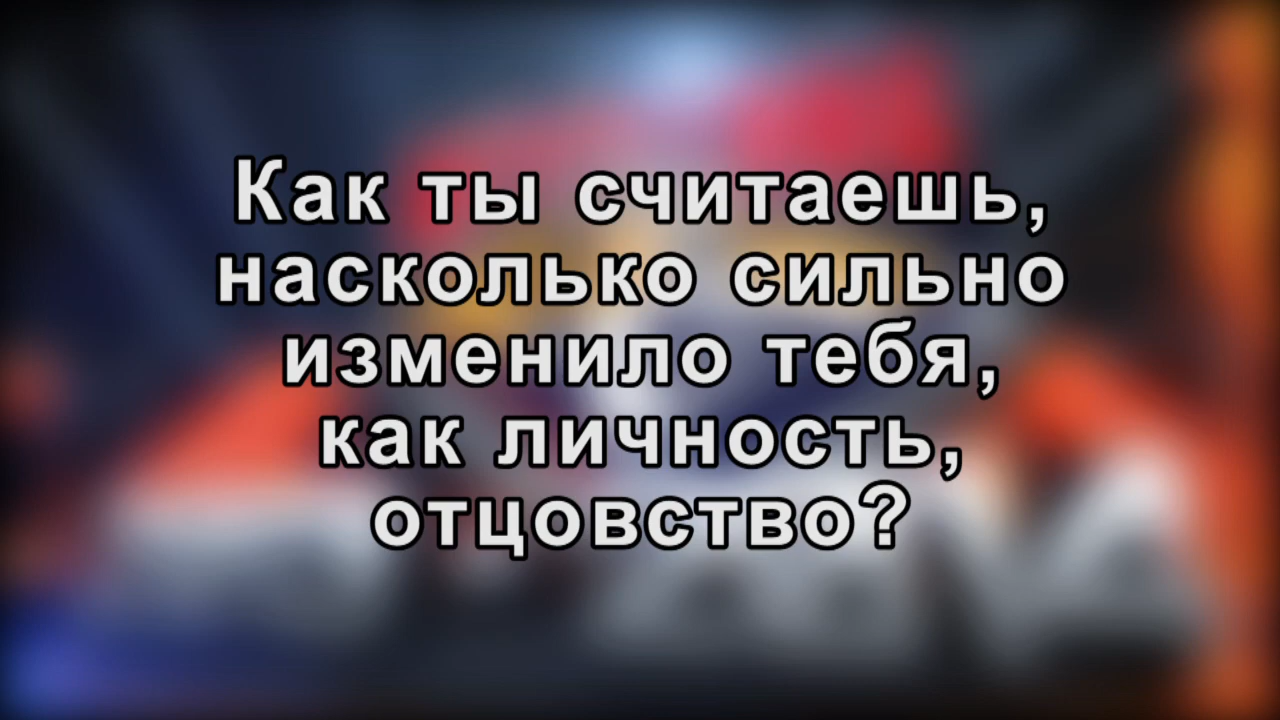 Как ты считаешь,
насколько сильно
изменило тебя,
как личность,
отцовство?